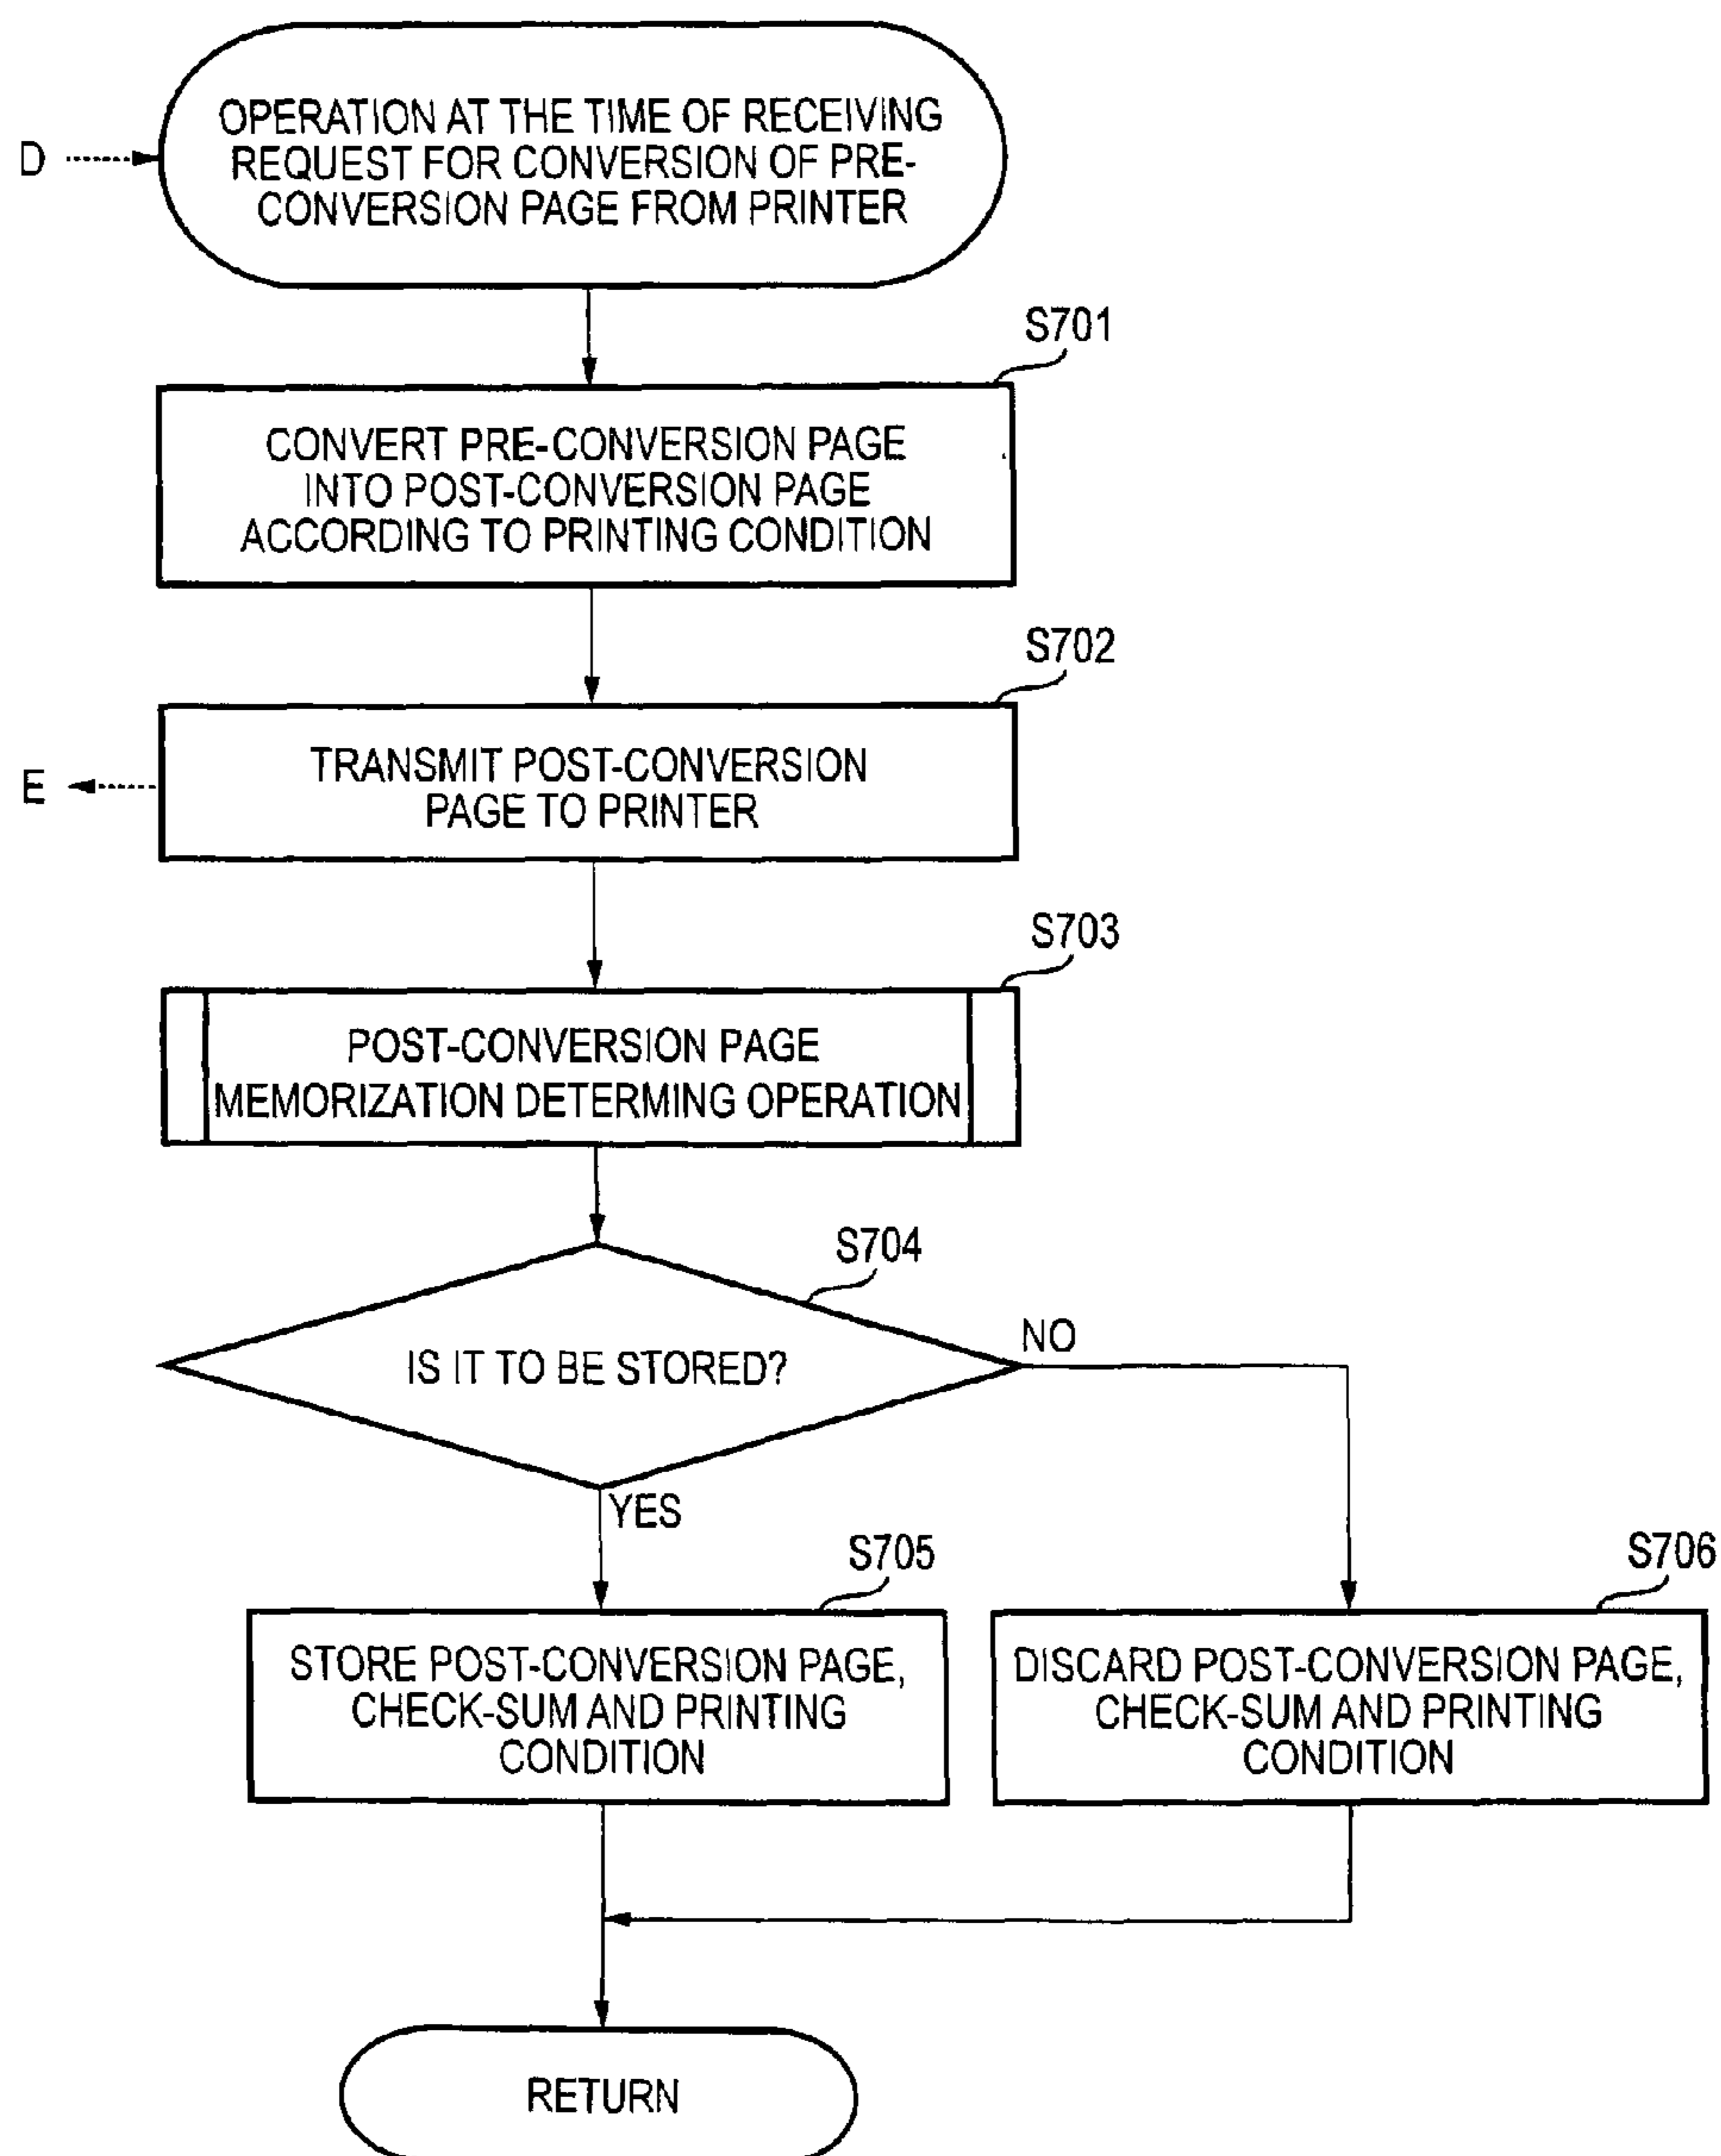 OPERATION AT THE TIME OF RECEIVING
REQUEST FOR CONVERSION OF PRE-
CONVERSION PAGE FROM PRINTER
D
S701
CONVERT PRE-CONVERSION PAGE
INTO POST-CONVERSION PAGE
ACCORDING TO PRINTING CONDITION
S702
TRANSMIT POST-CONVERSION
PAGE TO PRINTER
E
S703
POST-CONVERSION PAGE
MEMORIZATION DETERMING OPERATION
S704
IS IT TO BE STORED?
NO
YES
S705
STORE POST-CONVERSION PAGE,
CHECK-SUM AND PRINTING
CONDITION
S706
DISCARD POST-CONVERSION PAGE,
CHECK-SUM AND PRINTING
CONDITION
RETURN